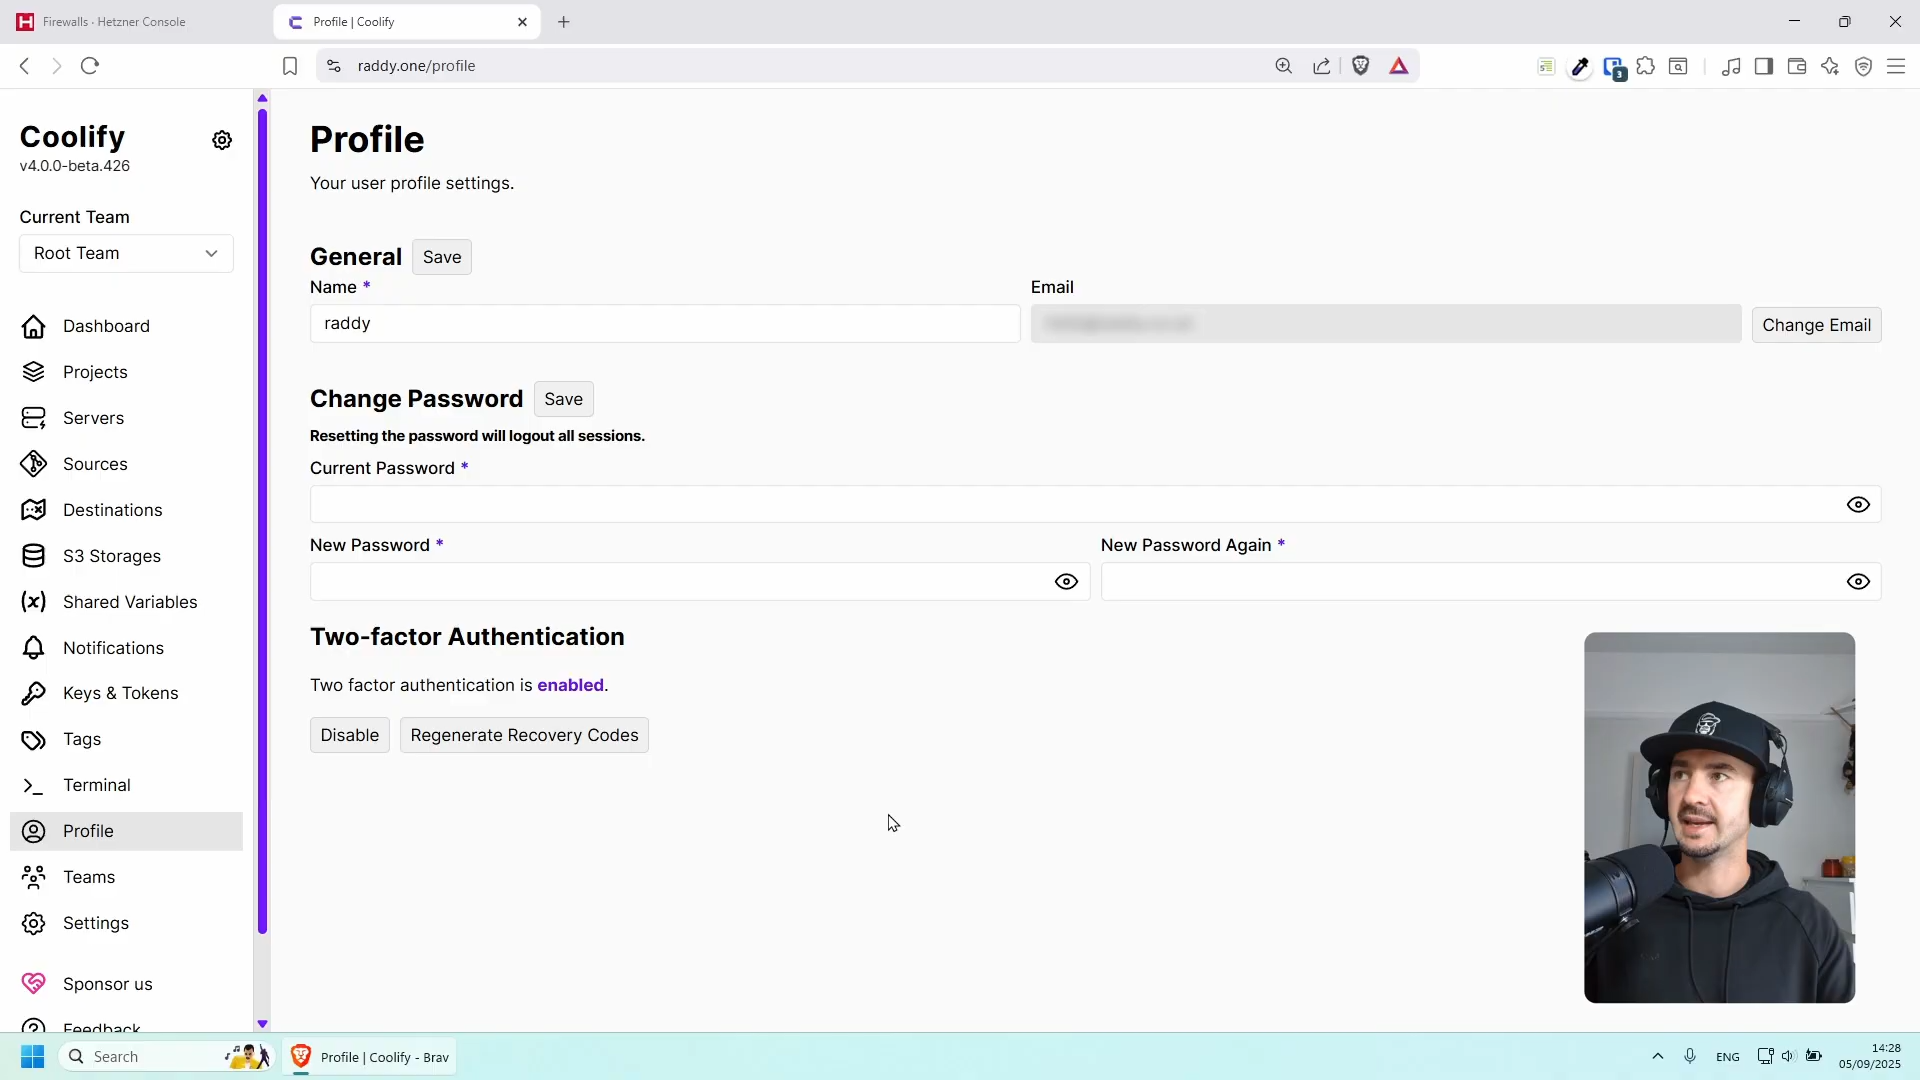 Firewalls · Hetzner Console
Profile | Coolify
raddy.one/profile
3
Coolify
v4.0.0-beta.426
Current Team
Root Team
Dashboard
Projects
Servers
Sources
Destinations
S3 Storages
Shared Variables
Notifications
Keys & Tokens
Tags
Terminal
Profile
Teams
Settings
Sponsor us
Feedback
Profile
Your user profile settings.
General
Save
Name *
Email
raddy
Change Email
Change Password
Save
Resetting the password will logout all sessions.
Current Password *
New Password *
New Password Again *
Two-factor Authentication
Two factor authentication is enabled.
Disable
Regenerate Recovery Codes
Search
Profile | Coolify - Brav
ENG
14:28
05/09/2025